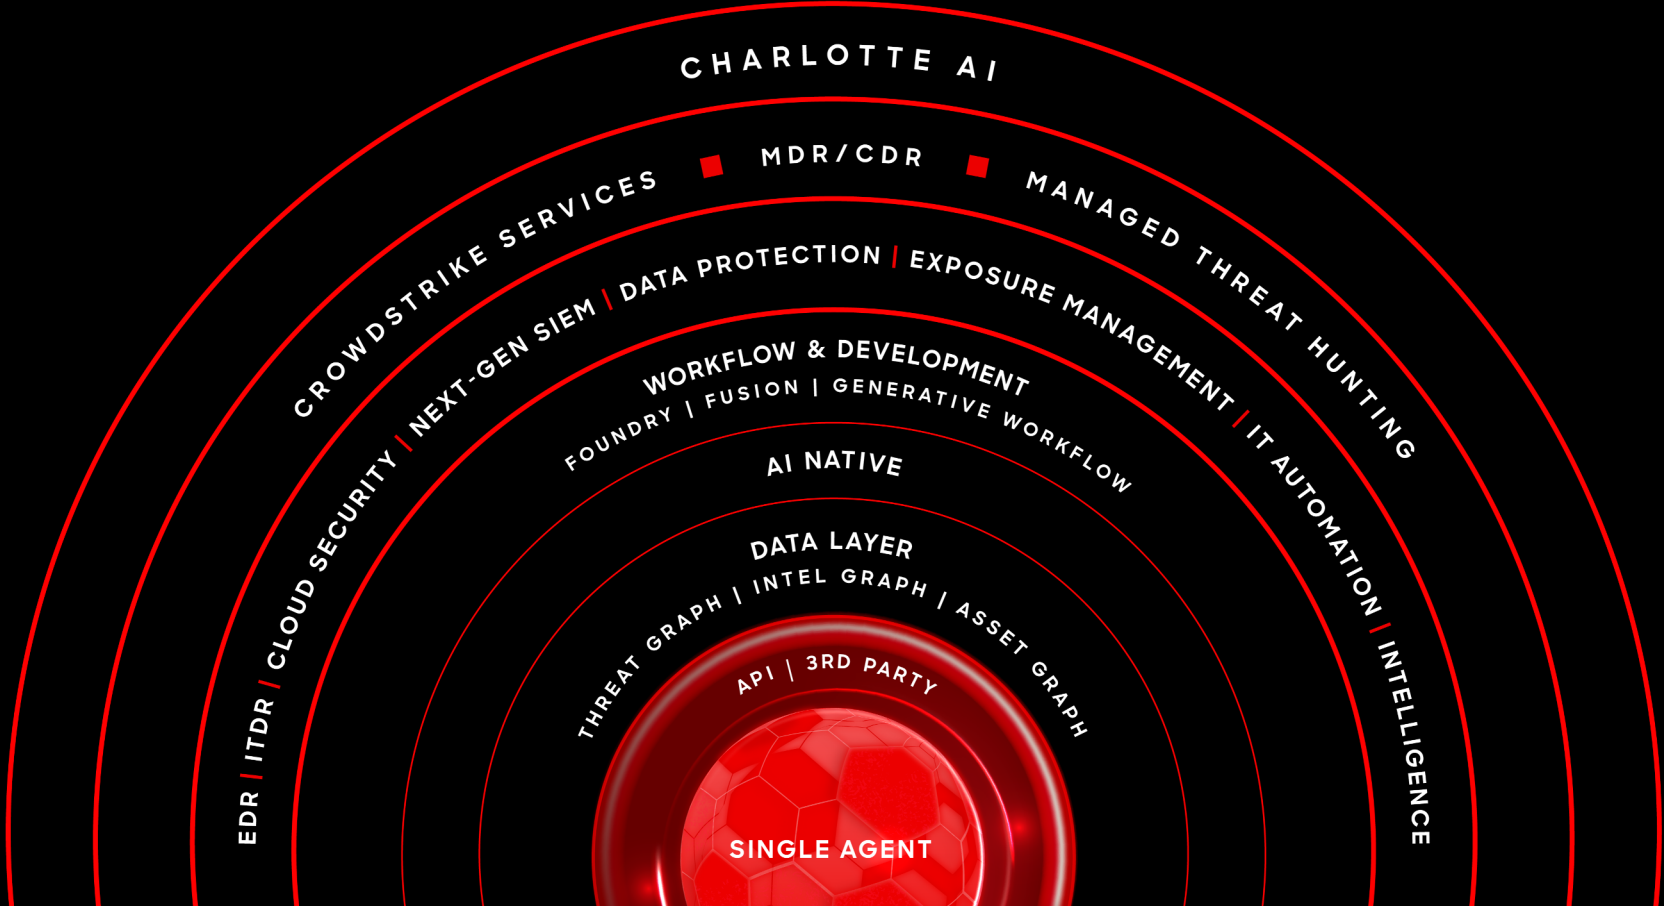 CHARLOTTE AI
CROWDSTRIKE SERVICES ■ MDR/CDR ■ MANAGED THREAT HUNTING
EDR | ITDR | CLOUD SECURITY | NEXT-GEN SIEM | DATA PROTECTION | EXPOSURE MANAGEMENT | IT AUTOMATION | INTELLIGENCE
WORKFLOW & DEVELOPMENT
FOUNDRY | FUSION | GENERATIVE WORKFLOW
AI NATIVE
DATA LAYER
THREAT GRAPH | INTEL GRAPH | ASSET GRAPH
API | 3RD PARTY
SINGLE AGENT